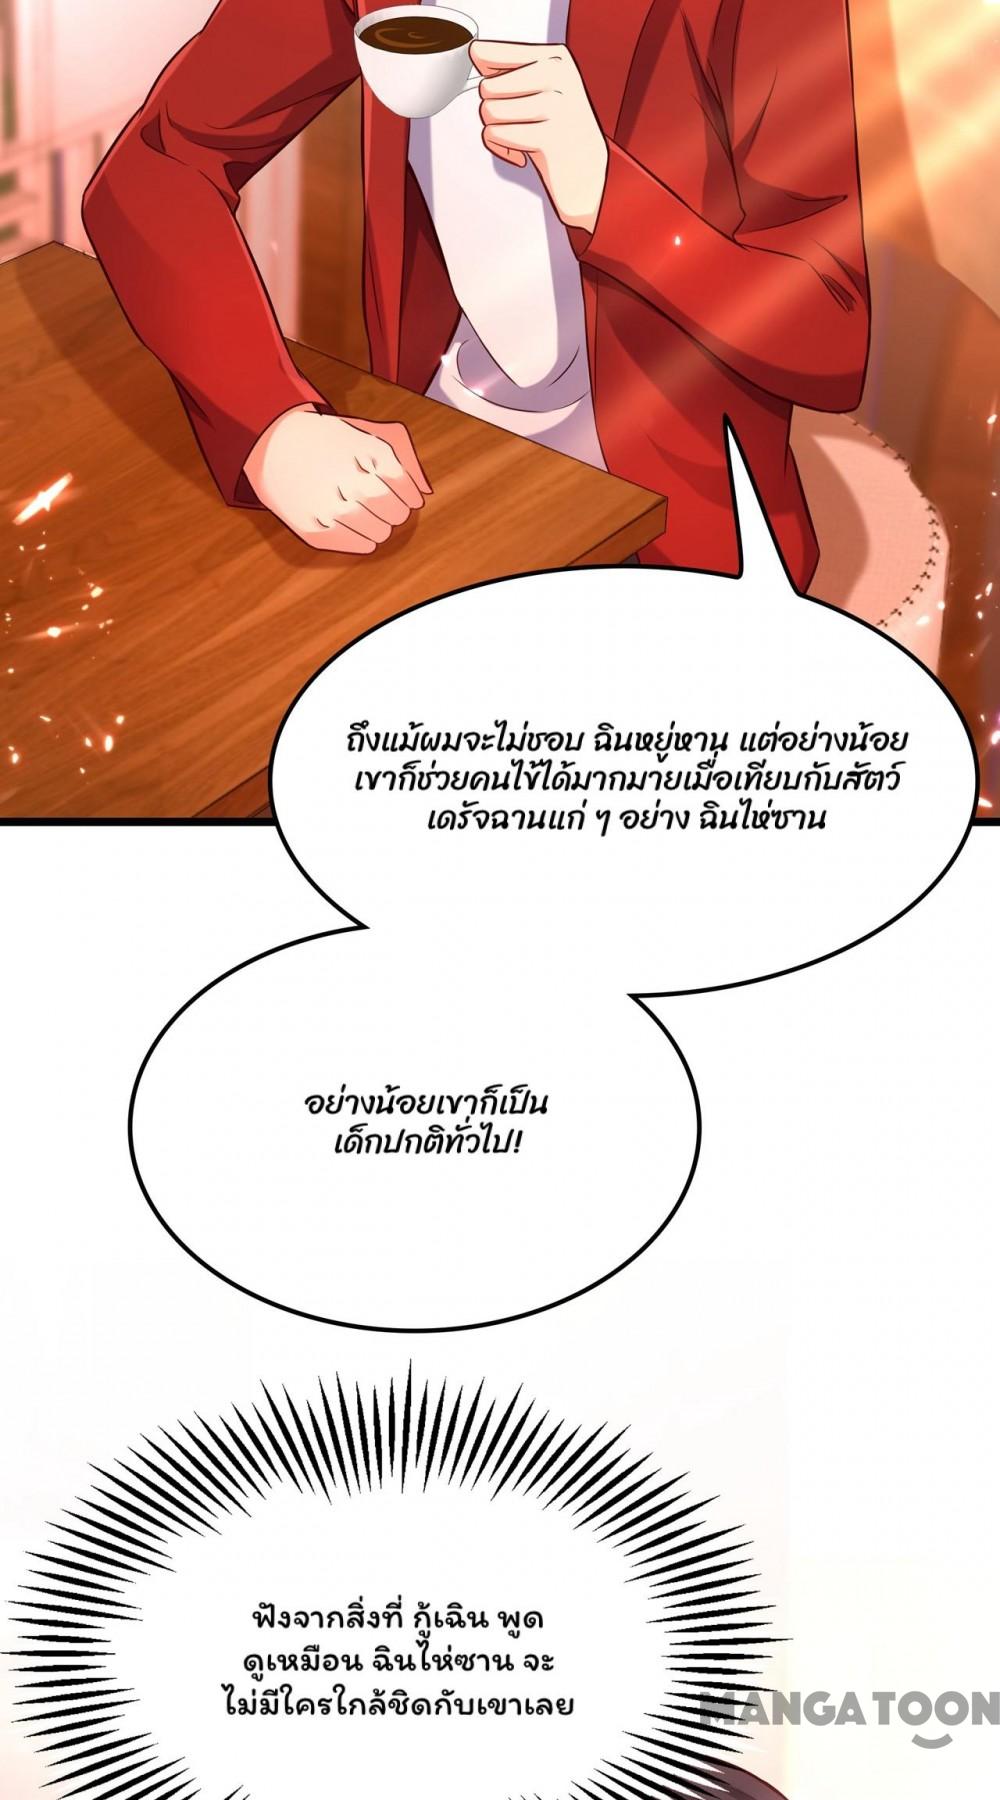 ถึงแม้ผมจะไม่ชอบ ฉินหยู่หาน แต่อย่างน้อย
เขาก็ช่วยคนไข้ได้มากมายเมื่อเทียบกับสัตว์
เดรัจฉานแก่ ๆ อย่าง ฉินไห่ซาน
อย่างน้อยเขาก็เป็น
เด็กปกติทั่วไป!
ฟังจากสิ่งที่ กู้เฉิน พูด
ดูเหมือน ฉินไห่ซาน จะ
ไม่มีใครใกล้ชิดกับเขาเลย
MANGATOON